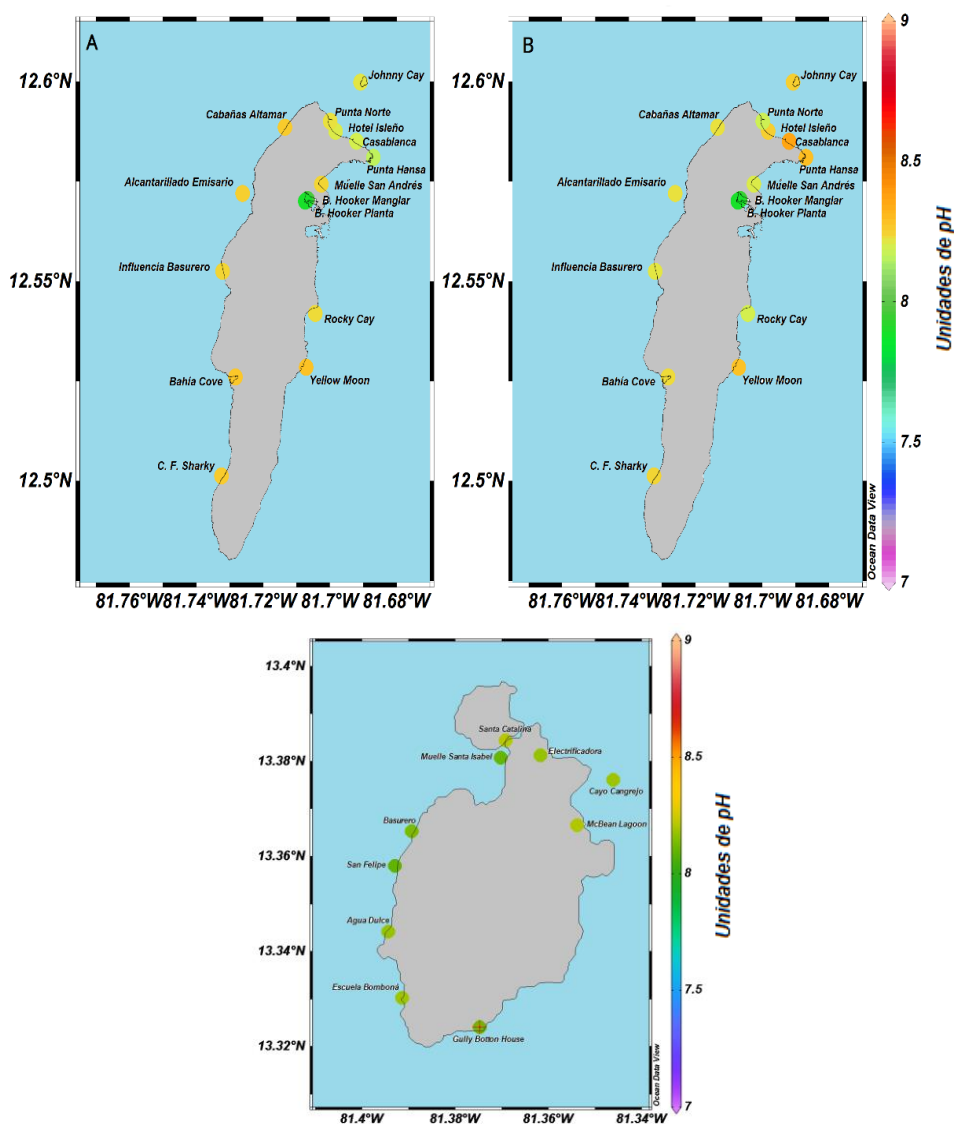 A
12.6°N
12.55°N
12.5°N
81.76°W
81.74°W
81.72°W
81.7°W
81.68°W
Johnny Cay
Punta Norte
Cabañas Altamar
Hotel Isleño
Casablanca
Punta Hansa
Alcantarillado Emisario
Muelle San Andrés
B. Hooker Manglar
B. Hooker Planta
Influencia Basurero
Rocky Cay
Bahía Cove
Yellow Moon
C. F. Sharky
B
12.6°N
12.55°N
12.5°N
81.76°W
81.74°W
81.72°W
81.7°W
81.68°W
Johnny Cay
Punta Norte
Cabañas Altamar
Hotel Isleño
Casablanca
Punta Hansa
Alcantarillado Emisario
Muelle San Andrés
B. Hooker Manglar
B. Hooker Planta
Influencia Basurero
Rocky Cay
Bahía Cove
Yellow Moon
C. F. Sharky
Ocean Data View
9
8.5
8
7.5
7
Unidades de pH
13.4°N
13.38°N
13.36°N
13.34°N
13.32°N
81.4°W
81.38°W
81.36°W
81.34°W
Santa Catalina
Muelle Santa Isabel
Electrificadora
Cayo Cangrejo
Basurero
McBean Lagoon
San Felipe
Agua Dulce
Escuela Bomboná
Gully Botton House
Ocean Data View
9
8.5
8
7.5
7
Unidades de pH